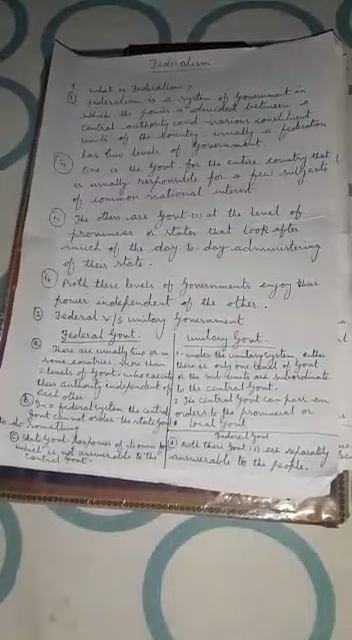 Federalism
1. What is Federalism?
① Federalism is a system of government in
which the power is divided between a
central authority and various constituent
units of the country. usually a federation
has two levels of government.
One is the Govt. for the entire country that
is usually responsible for a few subjects
of common national interest.
The others are govt.(s) at the level of
provinces or states that look after
much of the day to-day-administering
of their state.
Both these levels of governments enjoy their
power independent of the other.
Federal v/s unitary Government
Federal Govt.
(a) There are usually two or in
some countries more than
2 levels of Govt. who
their authority independent of
each other
(b) In a federal system the central
Govt cannot order the state govt
to do something
(c) State Govt. has powers of its own
which is not answerable to the
Central govt.
Unitary Govt.
1. under the unitary system, either
there is only one level of Govt
or the sub units are subordinate
to the central Govt.
2 The central Govt can pass on
orders to the provincial or
local govt
Federal Govt
(d) Both these Govt (s) are separately
answerable to the people.